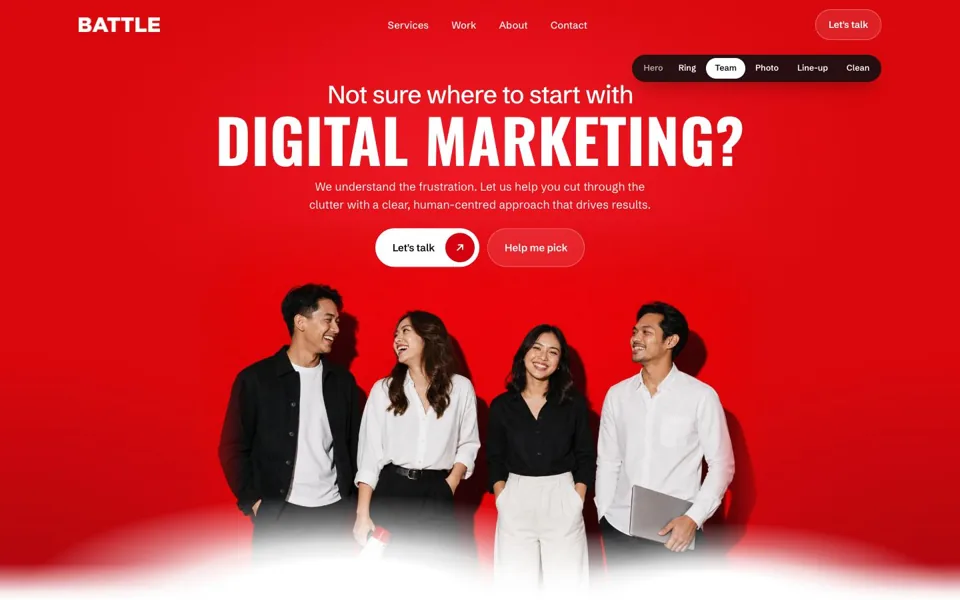 BATTLE
Services
Work
About
Contact
Let's talk
Hero
Ring
Team
Photo
Line-up
Clean
Not sure where to start with
DIGITAL MARKETING?
We understand the frustration. Let us help you cut through the
clutter with a clear, human-centred approach that drives results.
Let's talk
Help me pick